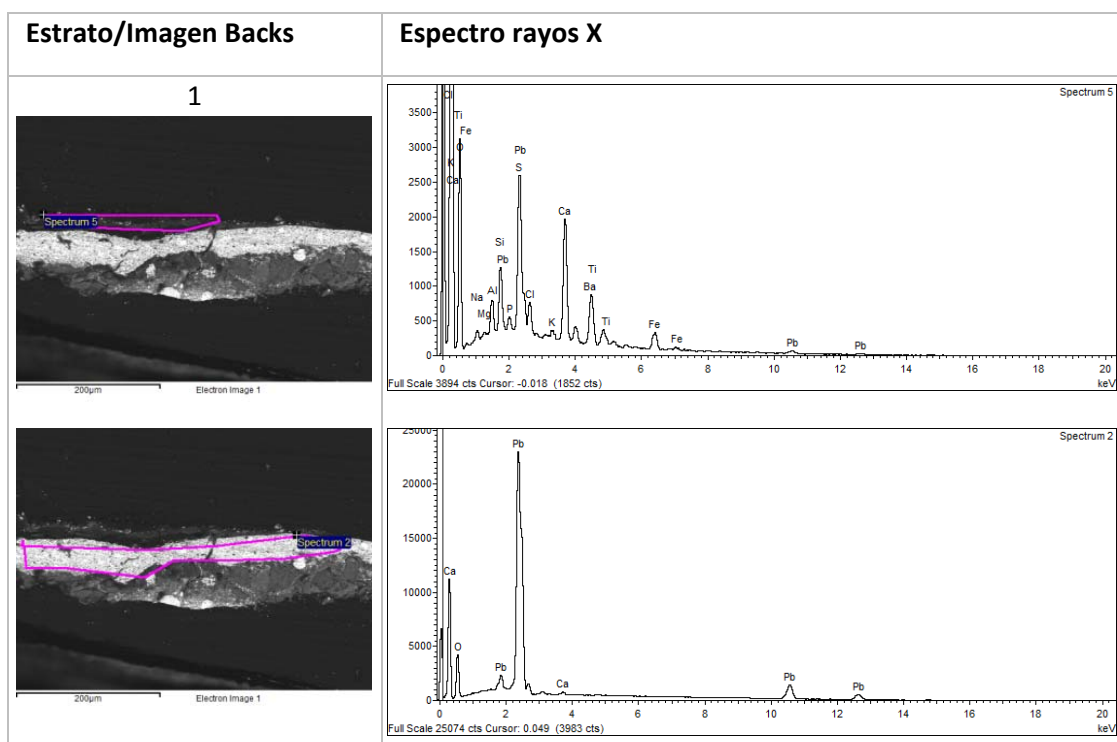 Estrato/Imagen Backs
Espectro rayos X
1
Spectrum 5
200µm
Electron Image 1
Spectrum 5
3500
3000
2500
2000
1500
1000
500
0
Cl
Ti
Fe
O
K
Ca
Na
Mg
Al
Si
Pb
P
Pb
S
Cl
K
Ca
Ti
Ba
Ti
Fe
Fe
Pb
Pb
0 2 4 6 8 10 12 14 16 18 20
Full Scale 3894 cts Cursor: -0.018 (1852 cts)
keV
Spectrum 2
200µm
Electron Image 1
Spectrum 2
25000
20000
15000
10000
5000
0
Ca
O
Pb
Pb
Ca
Pb
Pb
0 2 4 6 8 10 12 14 16 18 20
Full Scale 25074 cts Cursor: 0.049 (3983 cts)
keV